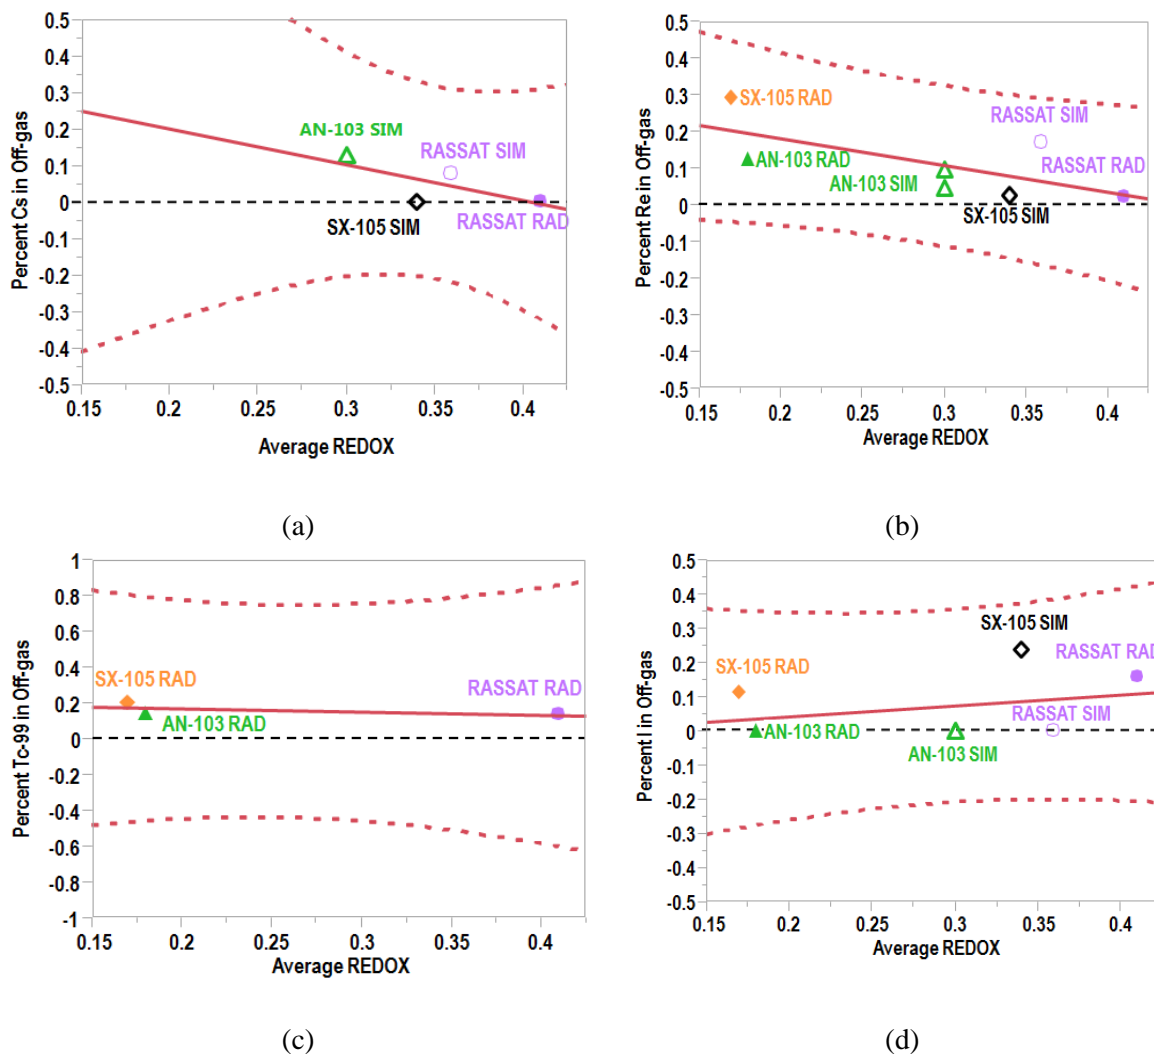 0.5
0.4
0.3
0.2
0.1
0
-0.1
-0.2
-0.3
-0.4
-0.5
Percent Cs in Off-gas
AN-103 SIM
RASSAT SIM
SX-105 SIM
RASSAT RAD
0.15 0.2 0.25 0.3 0.35 0.4
Average REDOX
(a)
0.5
0.4
0.3
0.2
0.1
0
-0.1
-0.2
-0.3
-0.4
-0.5
Percent Re in Off-gas
SX-105 RAD
RASSAT SIM
AN-103 RAD
RASSAT RAD
AN-103 SIM
SX-105 SIM
0.15 0.2 0.25 0.3 0.35 0.4
Average REDOX
(b)
1
0.8
0.6
0.4
0.2
0
-0.2
-0.4
-0.6
-0.8
-1
Percent Tc-99 in Off-gas
SX-105 RAD
RASSAT RAD
AN-103 RAD
0.15 0.2 0.25 0.3 0.35 0.4
Average REDOX
(c)
0.5
0.4
0.3
0.2
0.1
0
-0.1
-0.2
-0.3
-0.4
-0.5
Percent I in Off-gas
SX-105 SIM
RASSAT RAD
SX-105 RAD
RASSAT SIM
AN-103 RAD
AN-103 SIM
0.15 0.2 0.25 0.3 0.35 0.4
Average REDOX
(d)